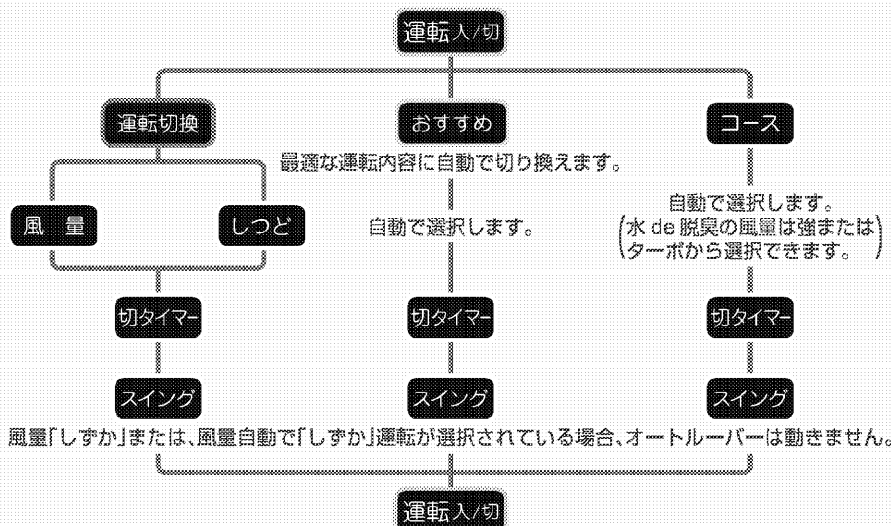 運転入/切
運転切換
おすすめ
コース
最適な運転内容に自動で切り換えます。
風　量
しつど
自動で選択します。
自動で選択します。
(水 de 脱臭の風量は強または
ターボから選択できます。)
切タイマー
切タイマー
切タイマー
スイング
スイング
スイング
風量「しずか」または、風量自動で「しずか」運転が選択されている場合、オートルーバーは動きません。
運転入/切